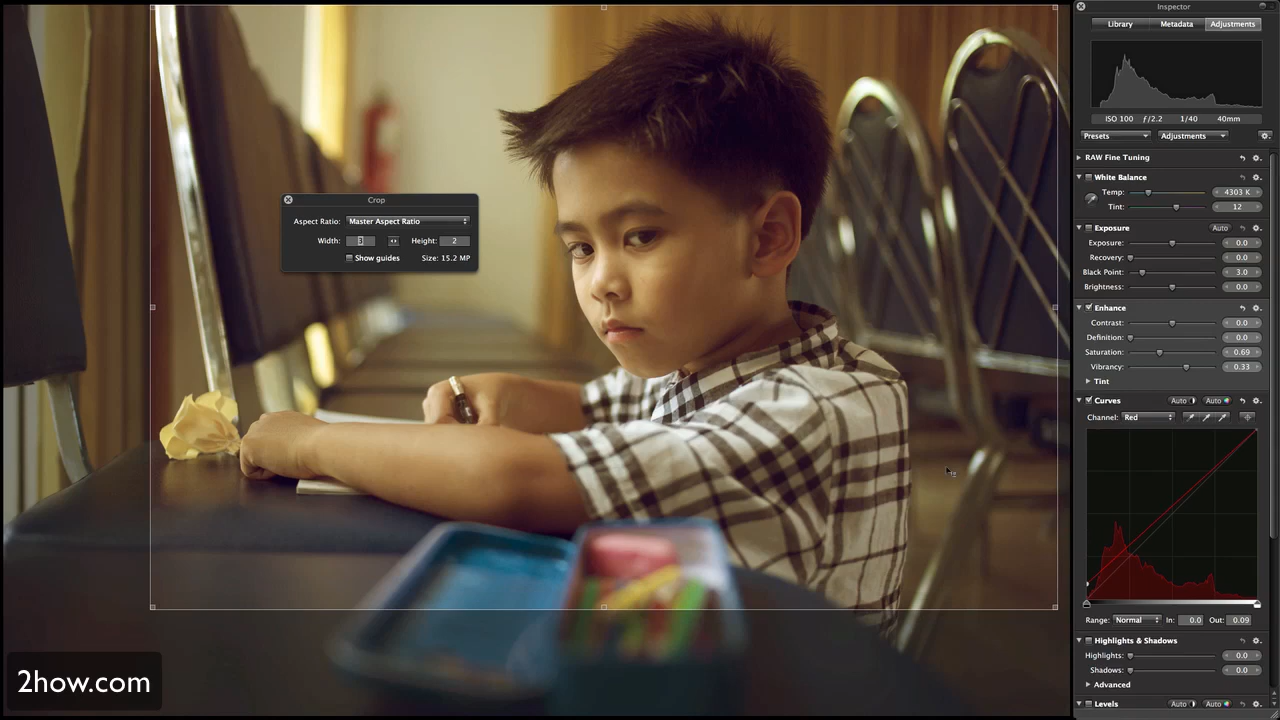 Inspector
Library Metadata Adjustments
ISO 100 ƒ/2.2 1/40 40mm
Presets Adjustments
RAW Fine Tuning
White Balance
Temp: 4303 K
Tint: 12
Exposure Auto
Exposure: 0.0
Recovery: 0.0
Black Point: 3.0
Brightness: 0.0
Enhance
Contrast: 0.0
Definition: 0.0
Saturation: 0.69
Vibrancy: 0.33
Tint
Curves Auto Auto
Channel: Red
Range: Normal In: 0.0 Out: 0.09
Highlights & Shadows
Highlights: 0.0
Shadows: 0.0
Advanced
Levels Auto Auto
Crop
Aspect Ratio: Master Aspect Ratio
Width: 3 Height: 2
Show guides Size: 15.2 MP
2how.com